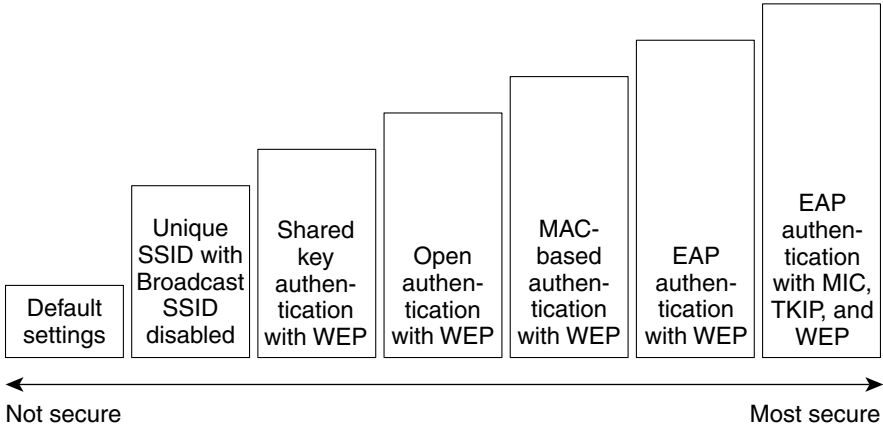 Default
settings
Unique
SSID with
Broadcast
SSID
disabled
Shared
key
authen-
tication
with WEP
Open
authen-
tication
with WEP
MAC-
based
authen-
tication
with WEP
EAP
authen-
tication
with WEP
EAP
authen-
tication
with MIC,
TKIP, and
WEP
Not secure
Most secure